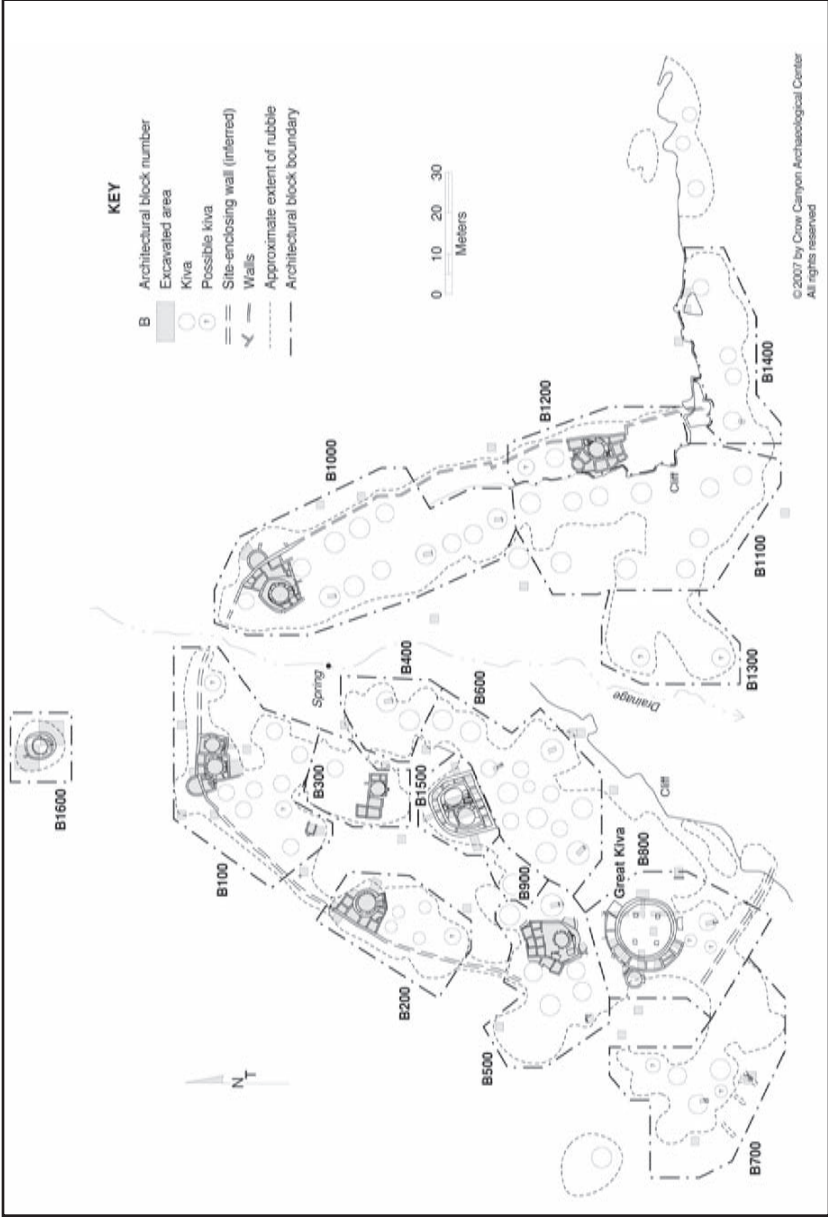 KEY
B Architectural block number
Excavated area
Kiva
? Possible kiva
Site-enclosing wall (inferred)
Walls
Approximate extent of rubble
Architectural block boundary
0 10 20 30
Meters
N
T
B1600
B100
B200
B300
B400
B500
B600
B700
B800
B900
B1000
B1100
B1200
B1300
B1400
B1500
Spring
Drainage
Cliff
Cliff
Great Kiva
©2007 by Crow Canyon Archaeological Center
All rights reserved